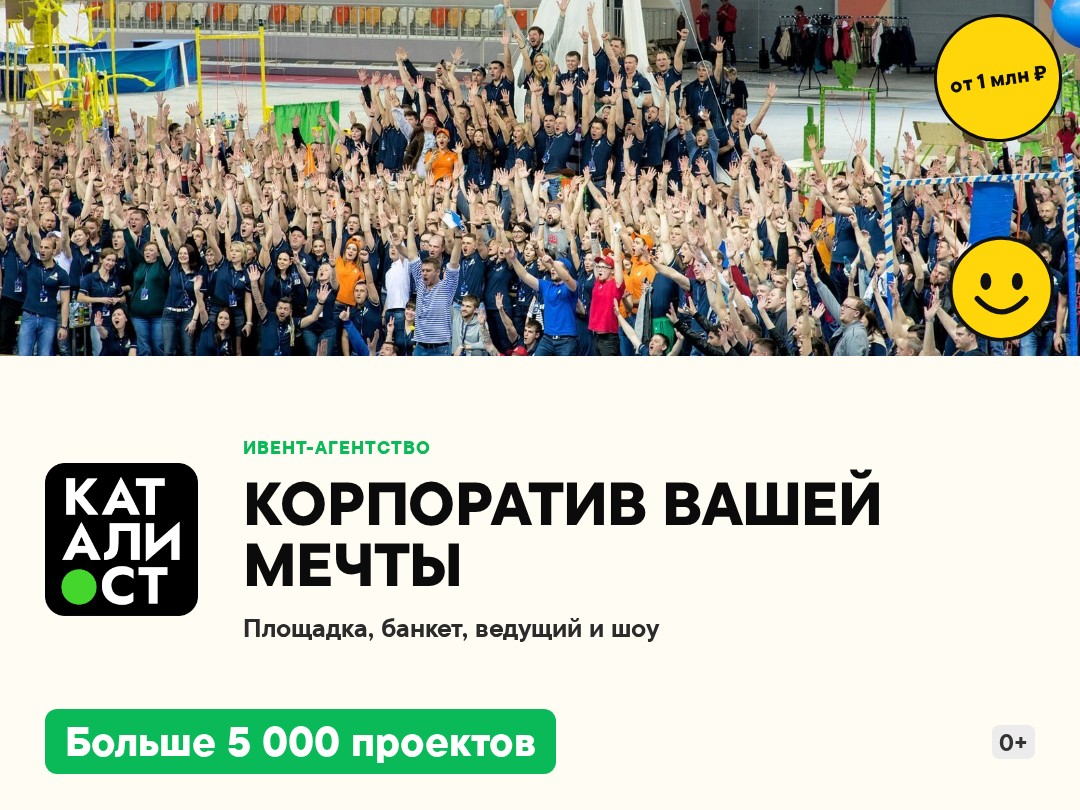 от 1 млн ₽
ИВЕНТ-АГЕНТСТВО
КАТ
АЛИ
СТ
КОРПОРАТИВ ВАШЕЙ
МЕЧТЫ
Площадка, банкет, ведущий и шоу
Больше 5 000 проектов
0+